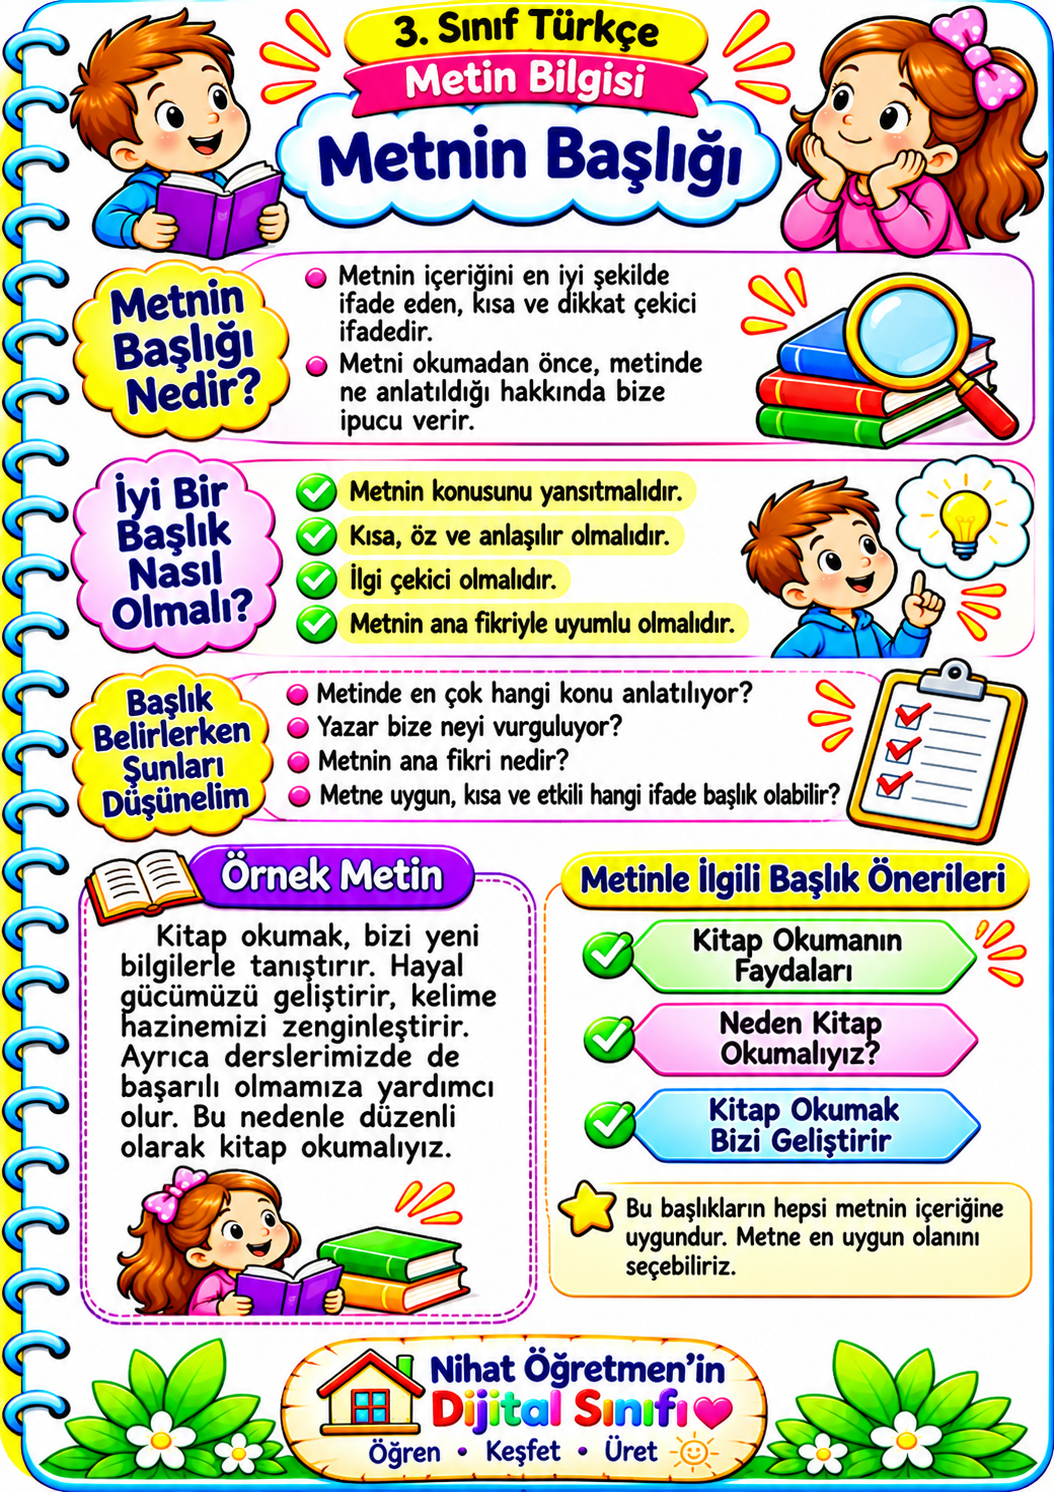 3. Sınıf Türkçe
Metin Bilgisi
Metnin Başlığı
Metnin
Başlığı
Nedir?
Metnin içeriğini en iyi şekilde
ifade eden, kısa ve dikkat çekici
ifadedir.
Metni okumadan önce, metinde
ne anlatıldığı hakkında bize
ipucu verir.
İyi Bir
Başlık
Nasıl
Olmalı?
Metnin konusunu yansıtmalıdır.
Kısa, öz ve anlaşılır olmalıdır.
İlgi çekici olmalıdır.
Metnin ana fikriyle uyumlu olmalıdır.
Başlık
Belirlerken
Şunları
Düşünelim
Metinde en çok hangi konu anlatılıyor?
Yazar bize neyi vurguluyor?
Metnin ana fikri nedir?
Metne uygun, kısa ve etkili hangi ifade başlık olabilir?
Örnek Metin
Kitap okumak, bizi yeni
bilgilerle tanıştırır. Hayal
gücümüzü geliştirir, kelime
hazinemizi zenginleştirir.
Ayrıca derslerimizde de
başarılı olmamıza yardımcı
olur. Bu nedenle düzenli
olarak kitap okumalıyız.
Metinle İlgili Başlık Önerileri
Kitap Okumanın
Faydaları
Neden Kitap
Okumalıyız?
Kitap Okumak
Bizi Geliştirir
Bu başlıkların hepsi metnin içeriğine
uygundur. Metne en uygun olanını
seçebiliriz.
Nihat Öğretmen'in
Dijital Sınıfı
Öğren • Keşfet • Üret